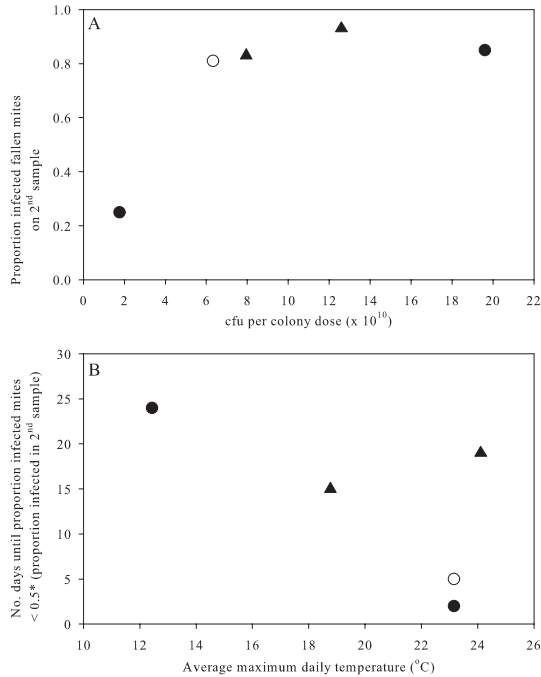 A
1.0
0.8
0.6
0.4
0.2
0.0
Proportion infected fallen mites
on 2nd sample
0 2 4 6 8 10 12 14 16 18 20 22
cfu per colony dose (x 10^10)
B
30
25
20
15
10
5
0
No. days until proportion infected mites
< 0.5* (proportion infected in 2nd sample)
10 12 14 16 18 20 22 24 26
Average maximum daily temperature (°C)